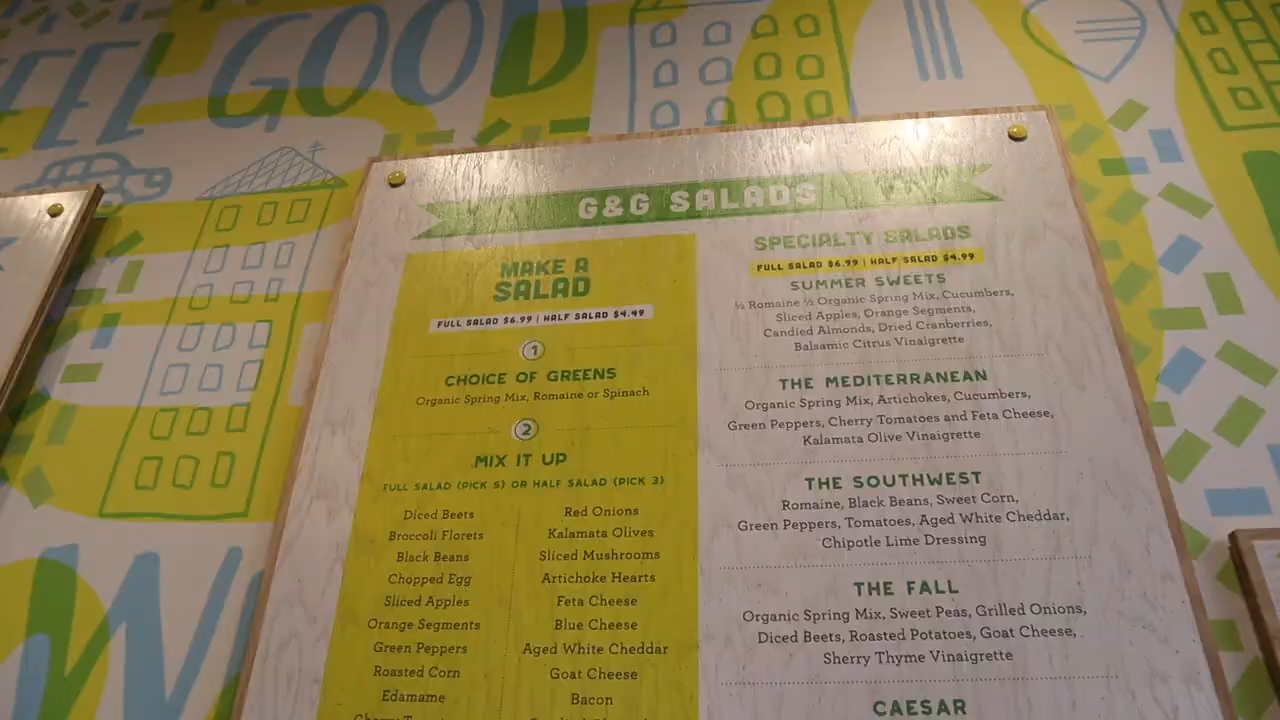 FEEL GOOD
G&G SALADS
MAKE A
SALAD
FULL SALAD $6.99 | HALF SALAD $4.49
1
CHOICE OF GREENS
Organic Spring Mix, Romaine or Spinach
2
MIX IT UP
FULL SALAD (PICK 5) OR HALF SALAD (PICK 3)
Diced Beets
Broccoli Florets
Black Beans
Chopped Egg
Sliced Apples
Orange Segments
Green Peppers
Roasted Corn
Edamame
Red Onions
Kalamata Olives
Sliced Mushrooms
Artichoke Hearts
Feta Cheese
Blue Cheese
Aged White Cheddar
Goat Cheese
Bacon
SPECIALTY SALADS
FULL SALAD $6.99 | HALF SALAD $4.99
SUMMER SWEETS
½ Romaine ½ Organic Spring Mix, Cucumbers,
Sliced Apples, Orange Segments,
Candied Almonds, Dried Cranberries,
Balsamic Citrus Vinaigrette
THE MEDITERRANEAN
Organic Spring Mix, Artichokes, Cucumbers,
Green Peppers, Cherry Tomatoes and Feta Cheese,
Kalamata Olive Vinaigrette
THE SOUTHWEST
Romaine, Black Beans, Sweet Corn,
Green Peppers, Tomatoes, Aged White Cheddar,
Chipotle Lime Dressing
THE FALL
Organic Spring Mix, Sweet Peas, Grilled Onions,
Diced Beets, Roasted Potatoes, Goat Cheese,
Sherry Thyme Vinaigrette
CAESAR